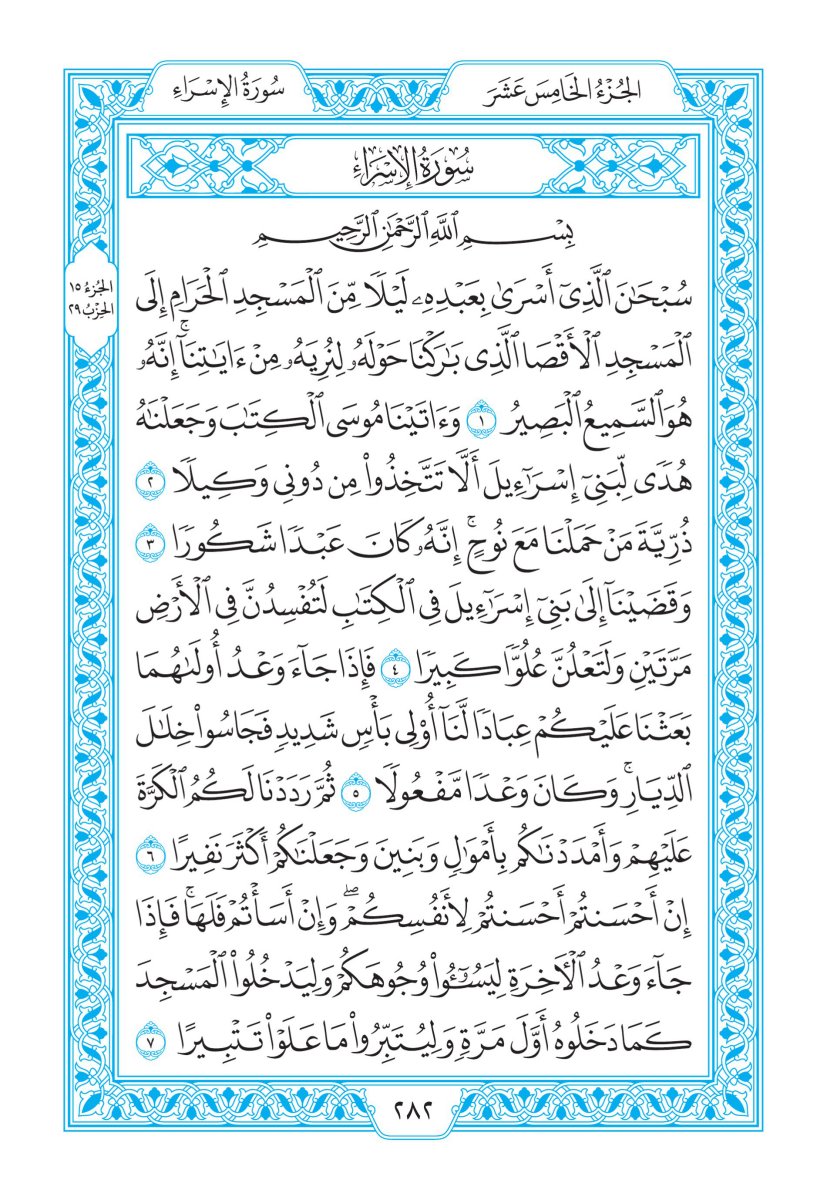 الجُزْءُ الخَامِسَ عَشَرَ
سُورَةُ الإِسْرَاءِ
سُورَةُ الإِسْرَاءِ
بِسْمِ ٱللَّهِ ٱلرَّحْمَٰنِ ٱلرَّحِيمِ
الجُزْءُ ١٥
الحِزْبُ ٢٩
سُبْحَٰنَ ٱلَّذِىٓ أَسْرَىٰ بِعَبْدِهِۦ لَيْلًا مِّنَ ٱلْمَسْجِدِ ٱلْحَرَامِ إِلَى
ٱلْمَسْجِدِ ٱلْأَقْصَا ٱلَّذِى بَٰرَكْنَا حَوْلَهُۥ لِنُرِيَهُۥ مِنْ ءَايَٰتِنَآۚ إِنَّهُۥ
هُوَ ٱلسَّمِيعُ ٱلْبَصِيرُ ١ وَءَاتَيْنَا مُوسَى ٱلْكِتَٰبَ وَجَعَلْنَٰهُ
هُدًى لِّبَنِىٓ إِسْرَٰٓءِيلَ أَلَّا تَتَّخِذُوا۟ مِن دُونِى وَكِيلًا ٢
ذُرِّيَّةَ مَنْ حَمَلْنَا مَعَ نُوحٍۚ إِنَّهُۥ كَانَ عَبْدًا شَكُورًا ٣
وَقَضَيْنَآ إِلَىٰ بَنِىٓ إِسْرَٰٓءِيلَ فِى ٱلْكِتَٰبِ لَتُفْسِدُنَّ فِى ٱلْأَرْضِ
مَرَّتَيْنِ وَلَتَعْلُنَّ عُلُوًّا كَبِيرًا ٤ فَإِذَا جَآءَ وَعْدُ أُولَىٰهُمَا
بَعَثْنَا عَلَيْكُمْ عِبَادًا لَّنَآ أُو۟لِى بَأْسٍ شَدِيدٍ فَجَاسُوا۟ خِلَٰلَ
ٱلدِّيَارِۚ وَكَانَ وَعْدًا مَّفْعُولًا ٥ ثُمَّ رَدَدْنَا لَكُمُ ٱلْكَرَّةَ
عَلَيْهِمْ وَأَمْدَدْنَٰكُم بِأَمْوَٰلٍ وَبَنِينَ وَجَعَلْنَٰكُمْ أَكْثَرَ نَفِيرًا ٦
إِنْ أَحْسَنتُمْ أَحْسَنتُمْ لِأَنفُسِكُمْۖ وَإِنْ أَسَأْتُمْ فَلَهَاۚ فَإِذَا
جَآءَ وَعْدُ ٱلْءَاخِرَةِ لِيَسُۥٓـُٔوا۟ وُجُوهَكُمْ وَلِيَدْخُلُوا۟ ٱلْمَسْجِدَ
كَمَا دَخَلُوهُ أَوَّلَ مَرَّةٍ وَلِيُتَبِّرُوا۟ مَا عَلَوْا۟ تَتْبِيرًا ٧
٢٨٢